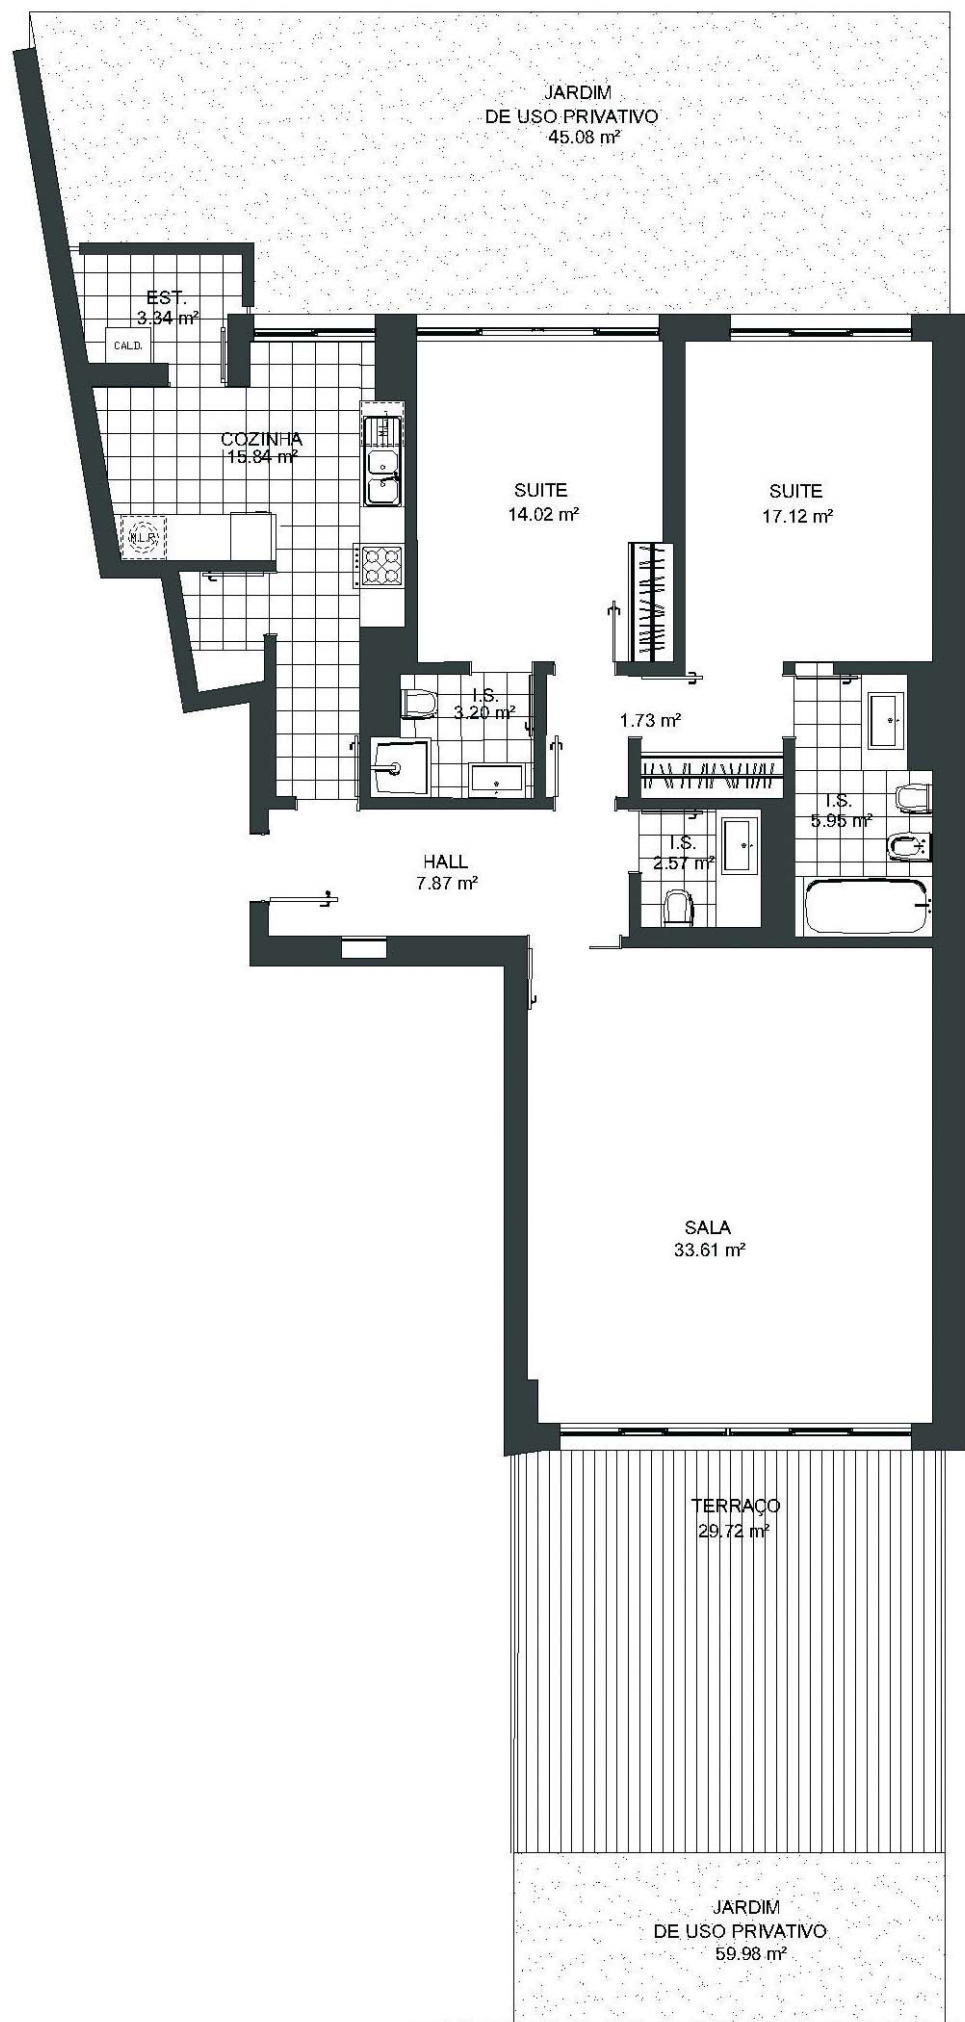 JARDIM
DE USO PRIVATIVO
45.08 m²
EST.
3.34 m²
CALD.
COZINHA
15.84 m²
M.L.R.
SUITE
14.02 m²
SUITE
17.12 m²
I.S.
3.20 m²
1.73 m²
I.S.
5.95 m²
I.S.
2.57 m²
HALL
7.87 m²
SALA
33.61 m²
TERRAÇO
29.72 m²
JARDIM
DE USO PRIVATIVO
59.98 m²